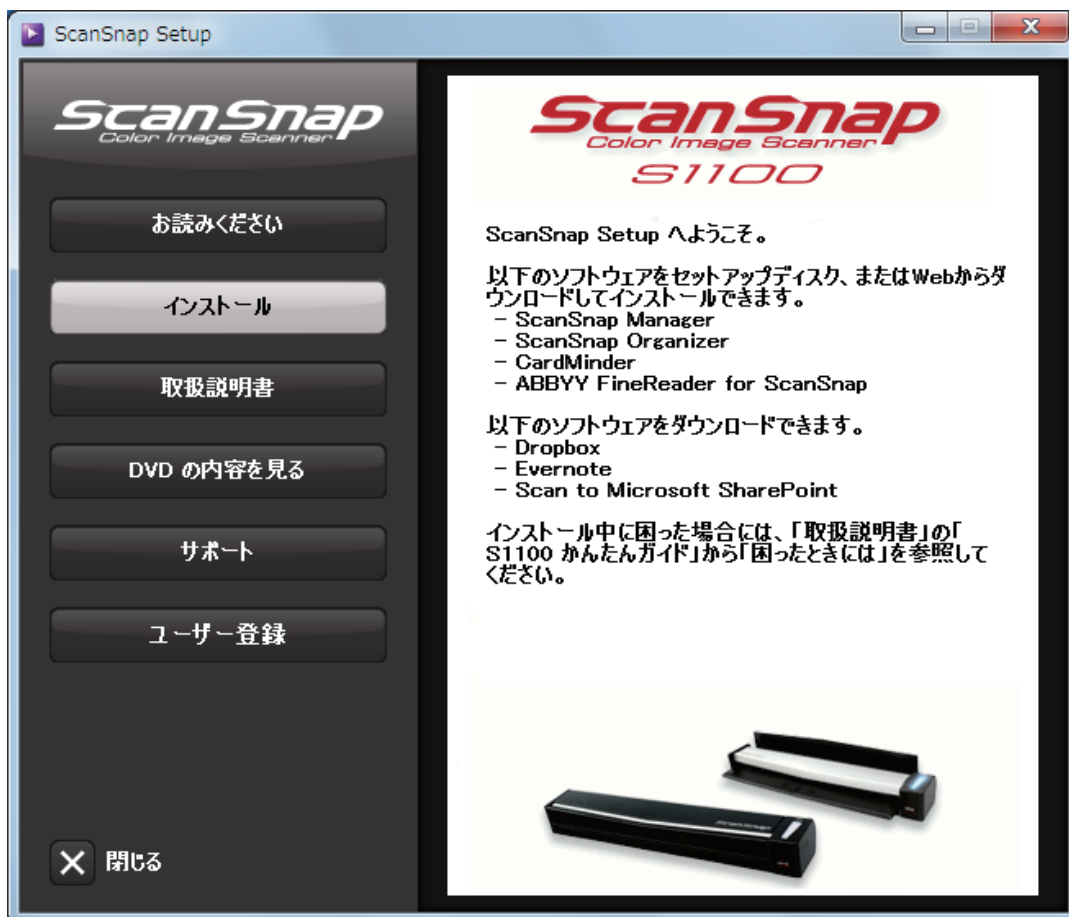 ScanSnap Setup
ScanSnap
Color Image Scanner
お読みください
インストール
取扱説明書
DVD の内容を見る
サポート
ユーザー登録
閉じる
ScanSnap
Color Image Scanner
S1100
ScanSnap Setup へようこそ。
以下のソフトウェアをセットアップディスク、またはWebからダ
ウンロードしてインストールできます。
- ScanSnap Manager
- ScanSnap Organizer
- CardMinder
- ABBYY FineReader for ScanSnap
以下のソフトウェアをダウンロードできます。
- Dropbox
- Evernote
- Scan to Microsoft SharePoint
インストール中に困った場合には、「取扱説明書」の「
S1100 かんたんガイド」から「困ったときには」を参照して
ください。
ScanSnap